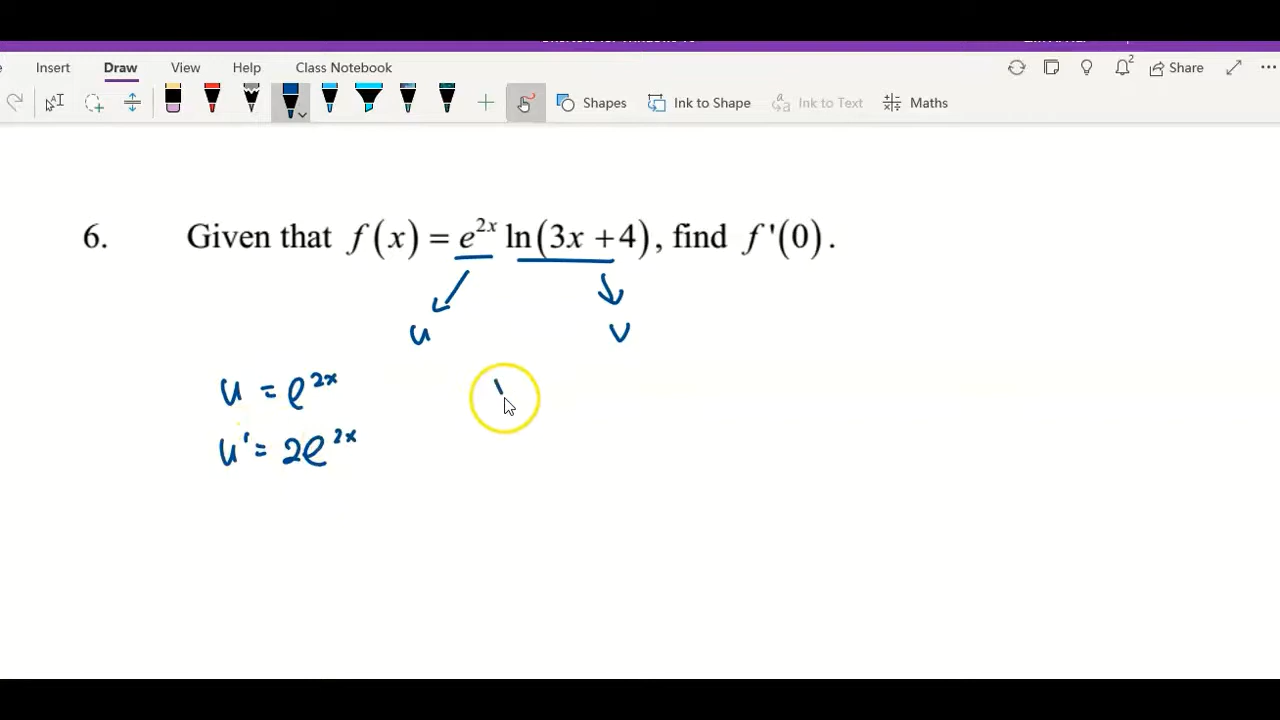 Insert Draw View Help Class Notebook 2 Share
Shapes Ink to Shape Ink to Text Maths
6. Given that f(x) = e^{2x} ln(3x + 4), find f'(0).
u v
u = e^{2x}
u' = 2e^{2x}